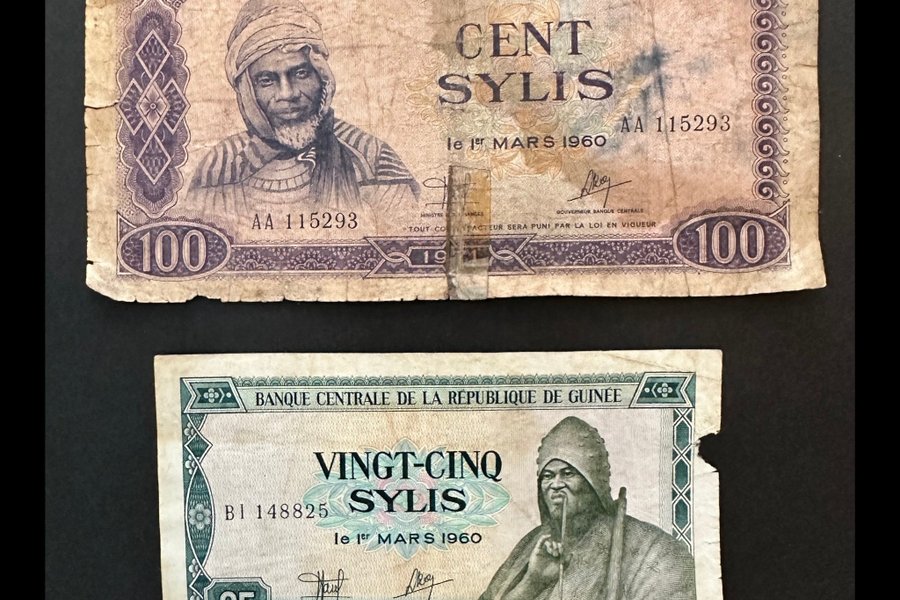 CENT
SYLIS
le 1er MARS 1960
AA 115293
AA 115293
GOUVERNEUR BANQUE CENTRALE
TOUT SERA PUNI PAR LA LOI EN VIGUEUR
100
100
BANQUE CENTRALE DE LA RÉPUBLIQUE DE GUINÉE
VINGT-CINQ
SYLIS
BI 148825
le 1er MARS 1960
25